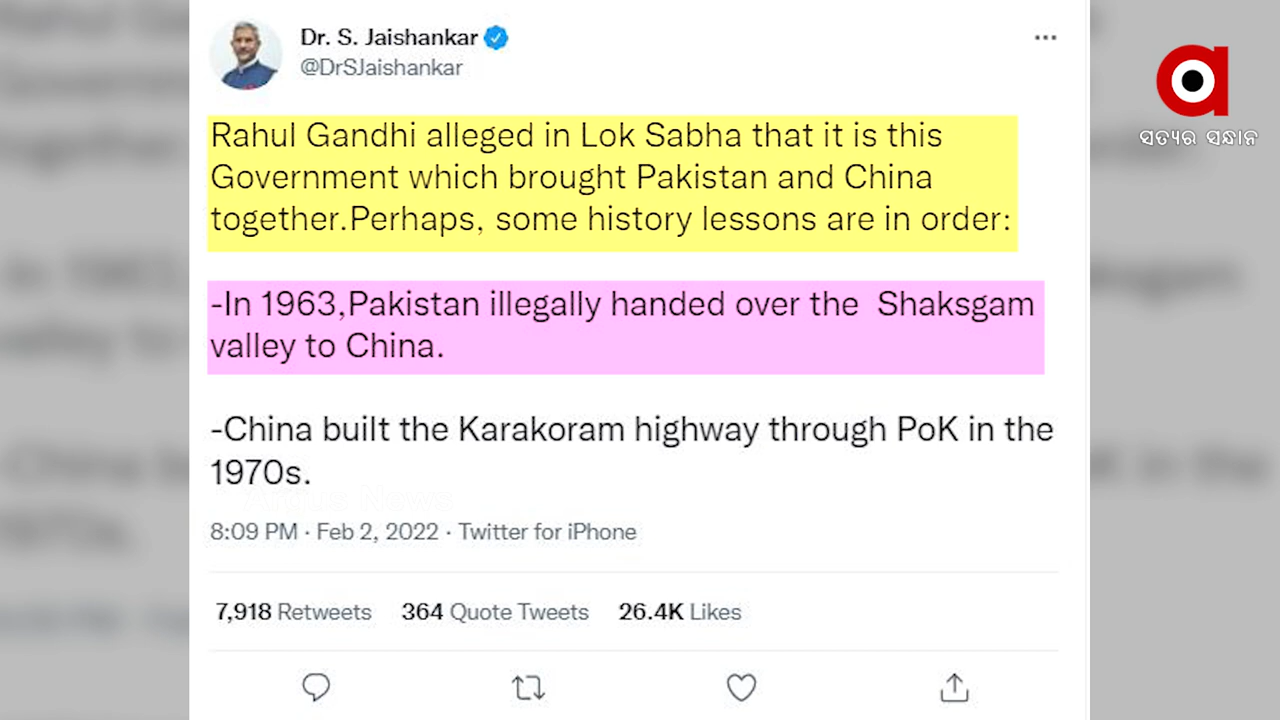 Dr. S. Jaishankar
@DrSJaishankar
ସତ୍ୟର ସନ୍ଧାନ
Rahul Gandhi alleged in Lok Sabha that it is this
Government which brought Pakistan and China
together.Perhaps, some history lessons are in order:
-In 1963,Pakistan illegally handed over the Shaksgam
valley to China.
-China built the Karakoram highway through PoK in the
1970s.
Argus News
8:09 PM · Feb 2, 2022 · Twitter for iPhone
7,918 Retweets 364 Quote Tweets 26.4K Likes